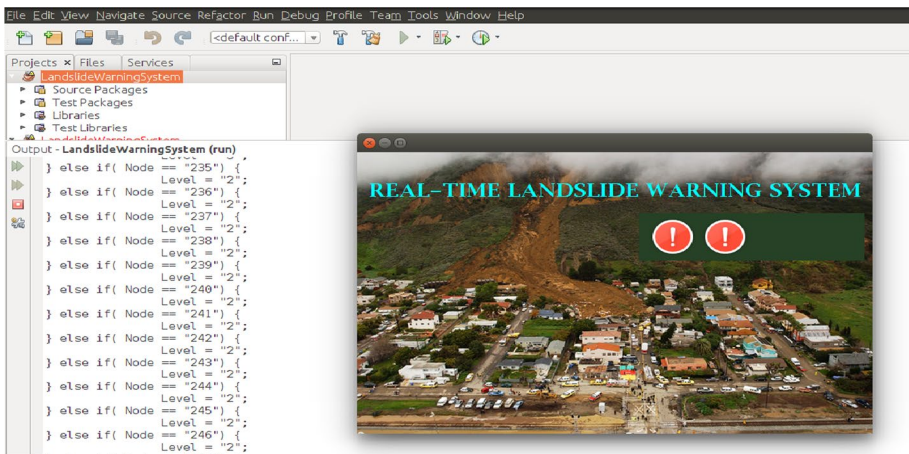 File Edit View Navigate Source Refactor Run Debug Profile Team Tools Window Help
<default conf...
Projects × Files Services
LandslideWarningSystem
Source Packages
Test Packages
Libraries
Test Libraries
LandslideWarningSystem
Output - LandslideWarningSystem (run)
} else if( Node == "235") {
Level = "2";
} else if( Node == "236") {
Level = "2";
} else if( Node == "237") {
Level = "2";
} else if( Node == "238") {
Level = "2";
} else if( Node == "239") {
Level = "2";
} else if( Node == "240") {
Level = "2";
} else if( Node == "241") {
Level = "2";
} else if( Node == "242") {
Level = "2";
} else if( Node == "243") {
Level = "2";
} else if( Node == "244") {
Level = "2";
} else if( Node == "245") {
Level = "2";
} else if( Node == "246") {
Level = "2";
REAL-TIME LANDSLIDE WARNING SYSTEM
! !